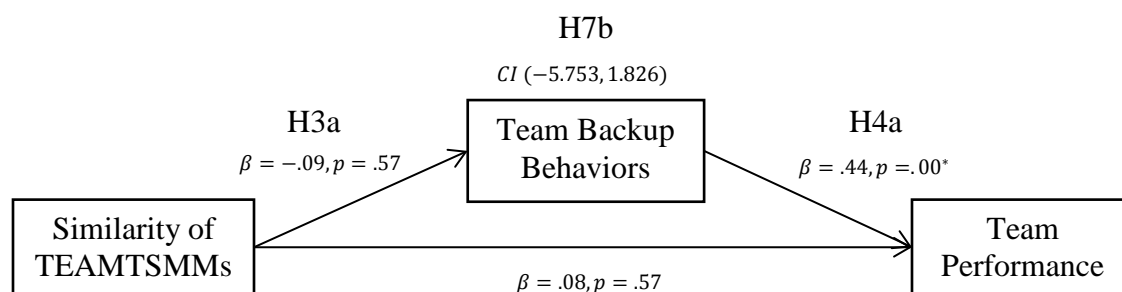 H7b
CI (−5.753, 1.826)
H3a
β = −.09, p = .57
Team Backup
Behaviors
H4a
β = .44, p =.00*
Similarity of
TEAMTSMMs
β = .08, p = .57
Team
Performance